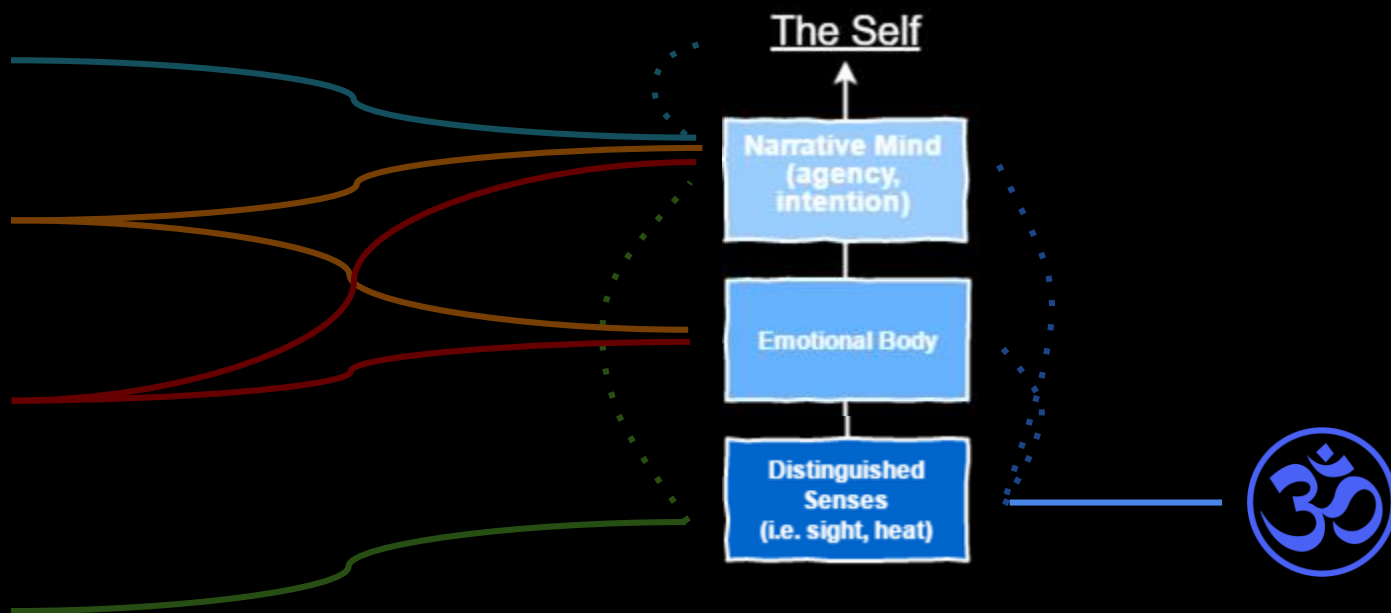 The Self
Narrative Mind
(agency,
intention)
Emotional Body
Distinguished
Senses
(i.e. sight, heat)
ॐ